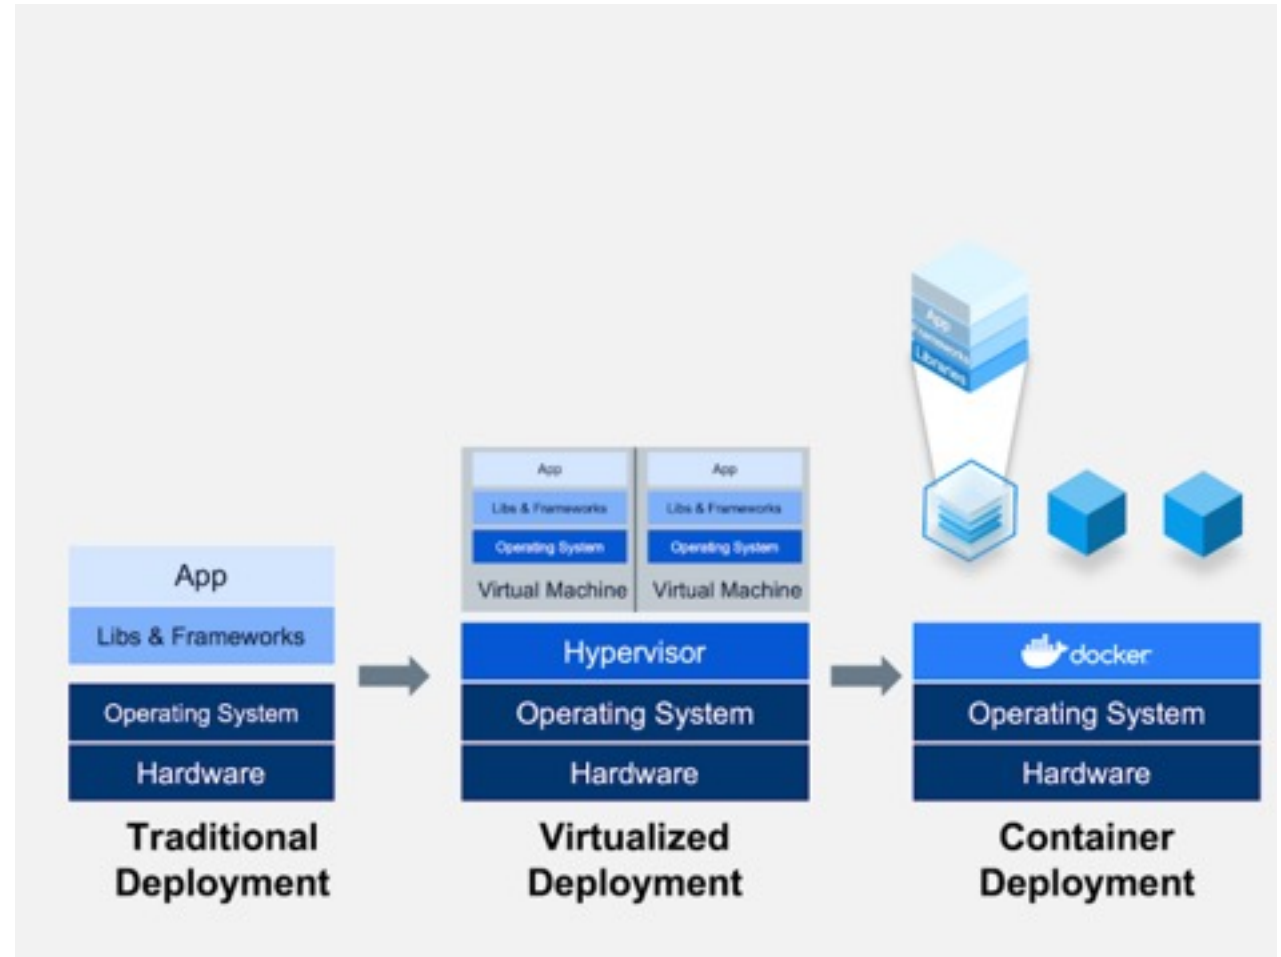 App
Frameworks
Libraries
App
Libs & Frameworks
Operating System
Virtual Machine
App
Libs & Frameworks
Operating System
Virtual Machine
App
Libs & Frameworks
Operating System
Hardware
Hypervisor
Operating System
Hardware
docker
Operating System
Hardware
Traditional
Deployment
Virtualized
Deployment
Container
Deployment